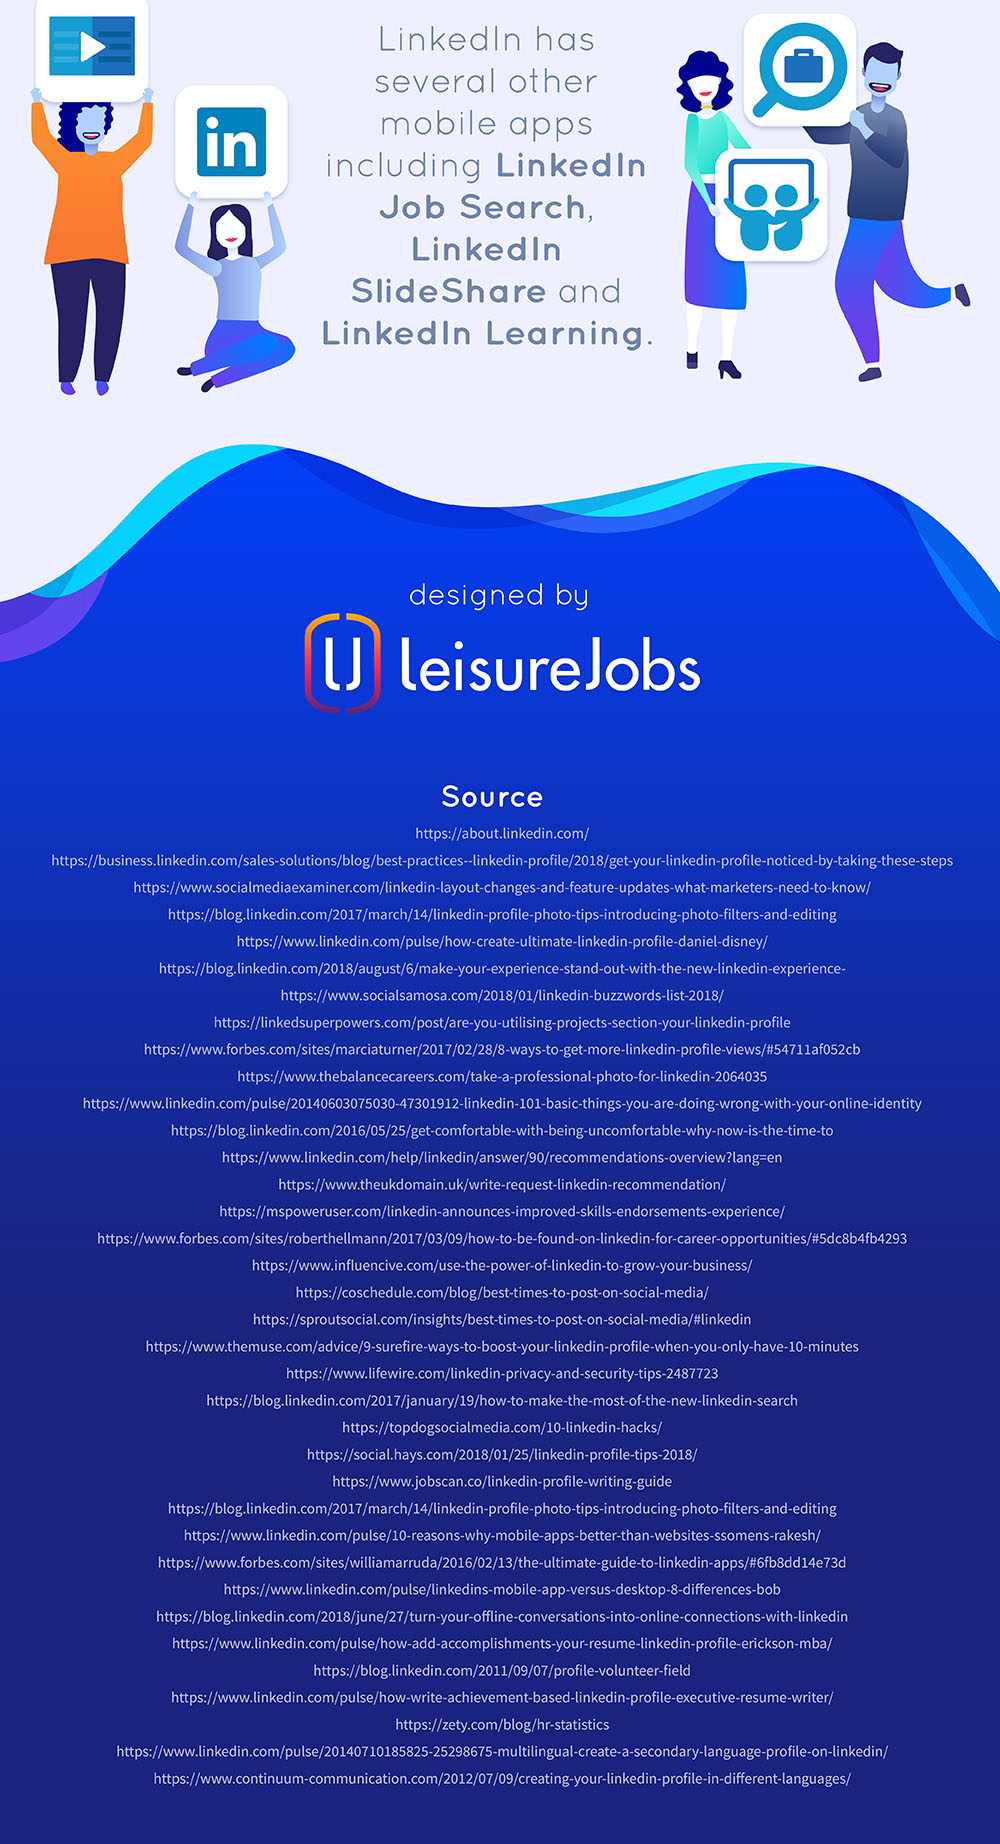 in
LinkedIn has
several other
mobile apps
including LinkedIn
Job Search,
LinkedIn
SlideShare and
LinkedIn Learning.
designed by
LJ leisureJobs
Source
https://about.linkedin.com/
https://business.linkedin.com/sales-solutions/blog/best-practices--linkedin-profile/2018/get-your-linkedin-profile-noticed-by-taking-these-steps
https://www.socialmediaexaminer.com/linkedin-layout-changes-and-feature-updates-what-marketers-need-to-know/
https://blog.linkedin.com/2017/march/14/linkedin-profile-photo-tips-introducing-photo-filters-and-editing
https://www.linkedin.com/pulse/how-create-ultimate-linkedin-profile-daniel-disney/
https://blog.linkedin.com/2018/august/6/make-your-experience-stand-out-with-the-new-linkedin-experience-
https://www.socialsamosa.com/2018/01/linkedin-buzzwords-list-2018/
https://linkedsuperpowers.com/post/are-you-utilising-projects-section-your-linkedin-profile
https://www.forbes.com/sites/marciaturner/2017/02/28/8-ways-to-get-more-linkedin-profile-views/#54711af052cb
https://www.thebalancecareers.com/take-a-professional-photo-for-linkedin-2064035
https://www.linkedin.com/pulse/20140603075030-47301912-linkedin-101-basic-things-you-are-doing-wrong-with-your-online-identity
https://blog.linkedin.com/2016/05/25/get-comfortable-with-being-uncomfortable-why-now-is-the-time-to
https://www.linkedin.com/help/linkedin/answer/90/recommendations-overview?lang=en
https://www.theukdomain.uk/write-request-linkedin-recommendation/
https://mspoweruser.com/linkedin-announces-improved-skills-endorsements-experience/
https://www.forbes.com/sites/roberthellmann/2017/03/09/how-to-be-found-on-linkedin-for-career-opportunities/#5dc8b4fb4293
https://www.influencive.com/use-the-power-of-linkedin-to-grow-your-business/
https://coschedule.com/blog/best-times-to-post-on-social-media/
https://sproutsocial.com/insights/best-times-to-post-on-social-media/#linkedin
https://www.themuse.com/advice/9-surefire-ways-to-boost-your-linkedin-profile-when-you-only-have-10-minutes
https://www.lifewire.com/linkedin-privacy-and-security-tips-2487723
https://blog.linkedin.com/2017/january/19/how-to-make-the-most-of-the-new-linkedin-search
https://topdogsocialmedia.com/10-linkedin-hacks/
https://social.hays.com/2018/01/25/linkedin-profile-tips-2018/
https://www.jobscan.co/linkedin-profile-writing-guide
https://blog.linkedin.com/2017/march/14/linkedin-profile-photo-tips-introducing-photo-filters-and-editing
https://www.linkedin.com/pulse/10-reasons-why-mobile-apps-better-than-websites-ssomens-rakesh/
https://www.forbes.com/sites/williamarruda/2016/02/13/the-ultimate-guide-to-linkedin-apps/#6fb8dd14e73d
https://www.linkedin.com/pulse/linkedins-mobile-app-versus-desktop-8-differences-bob
https://blog.linkedin.com/2018/june/27/turn-your-offline-conversations-into-online-connections-with-linkedin
https://www.linkedin.com/pulse/how-add-accomplishments-your-resume-linkedin-profile-erickson-mba/
https://blog.linkedin.com/2011/09/07/profile-volunteer-field
https://www.linkedin.com/pulse/how-write-achievement-based-linkedin-profile-executive-resume-writer/
https://zety.com/blog/hr-statistics
https://www.linkedin.com/pulse/20140710185825-25298675-multilingual-create-a-secondary-language-profile-on-linkedin/
https://www.continuum-communication.com/2012/07/09/creating-your-linkedin-profile-in-different-languages/